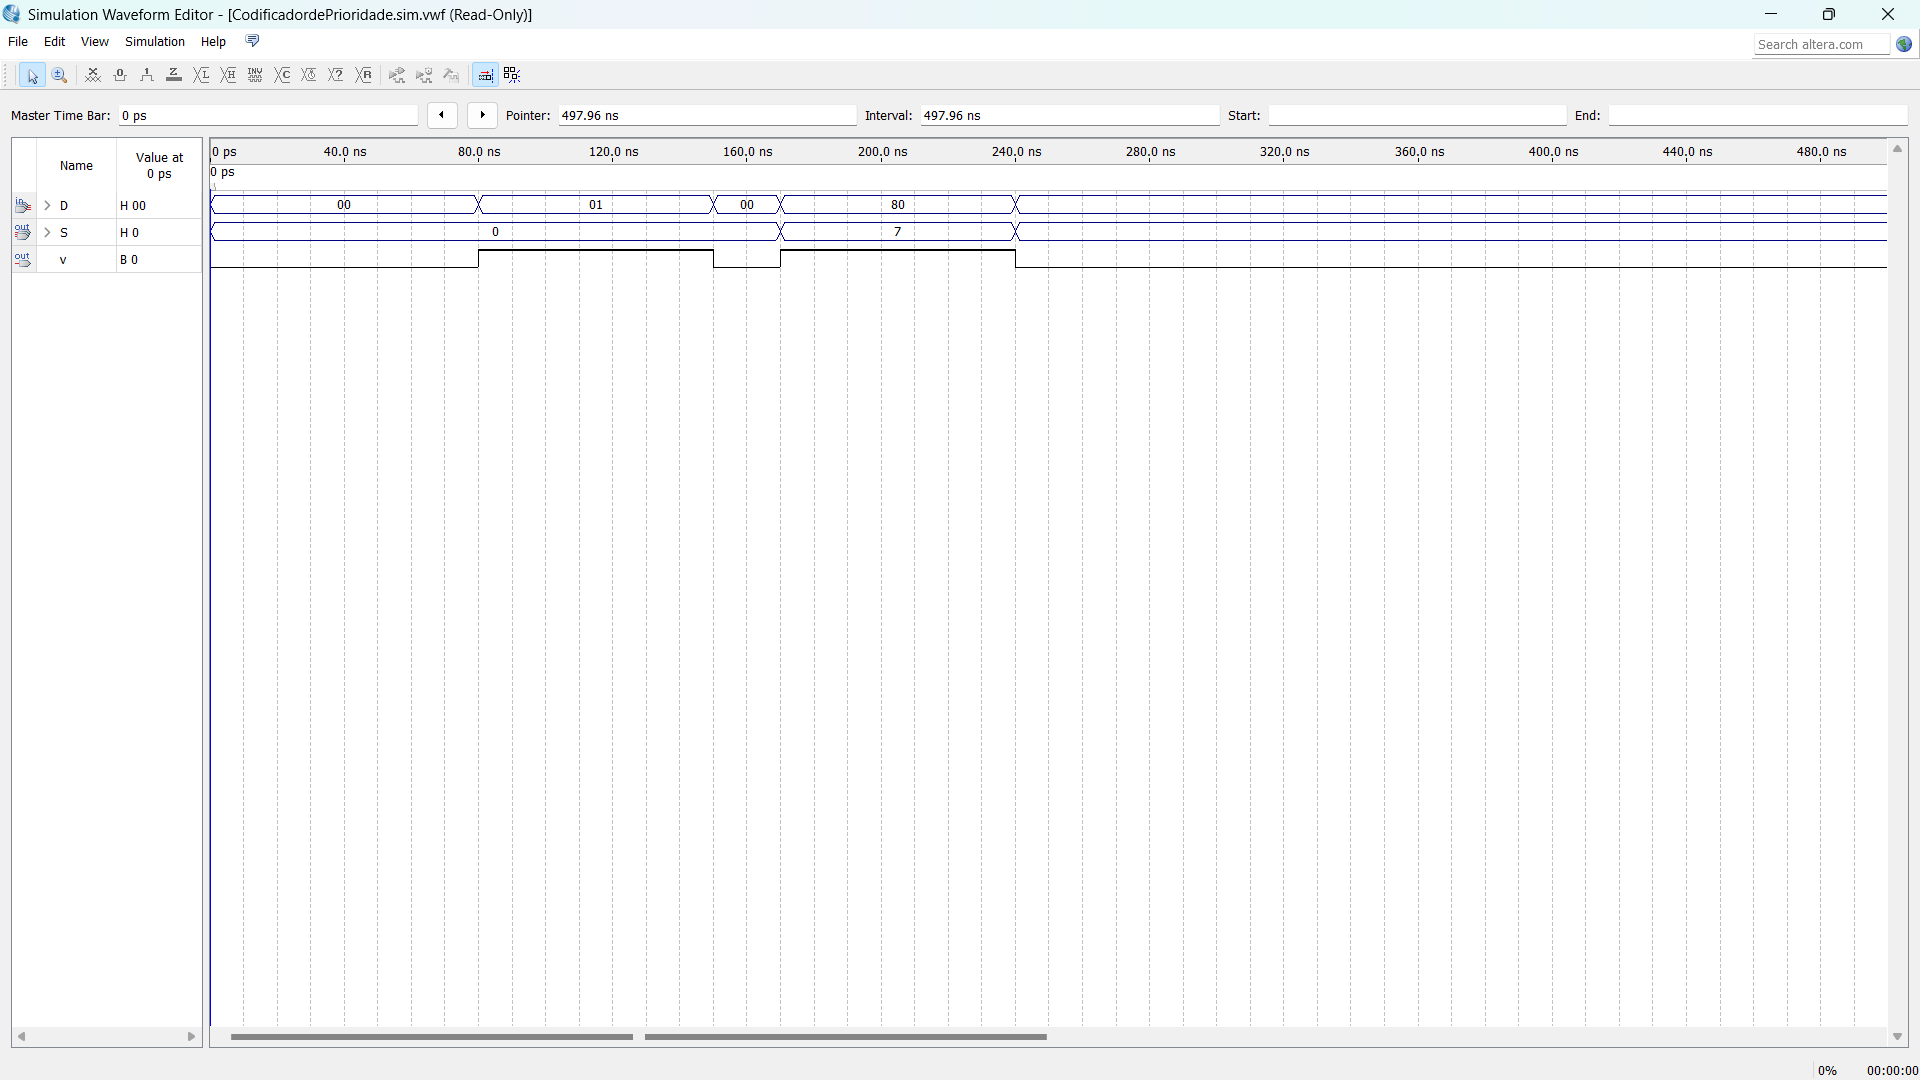 Simulation Waveform Editor - [CodificadordePrioridade.sim.vwf (Read-Only)]
File Edit View Simulation Help
Search altera.com
Master Time Bar: 0 ps Pointer: 497.96 ns Interval: 497.96 ns Start: End:
Name Value at 0 ps
0 ps 40.0 ns 80.0 ns 120.0 ns 160.0 ns 200.0 ns 240.0 ns 280.0 ns 320.0 ns 360.0 ns 400.0 ns 440.0 ns 480.0 ns
0 ps
in D H 00 00 01 00 80
out S H 0 0 7
out v B 0
0% 00:00:00